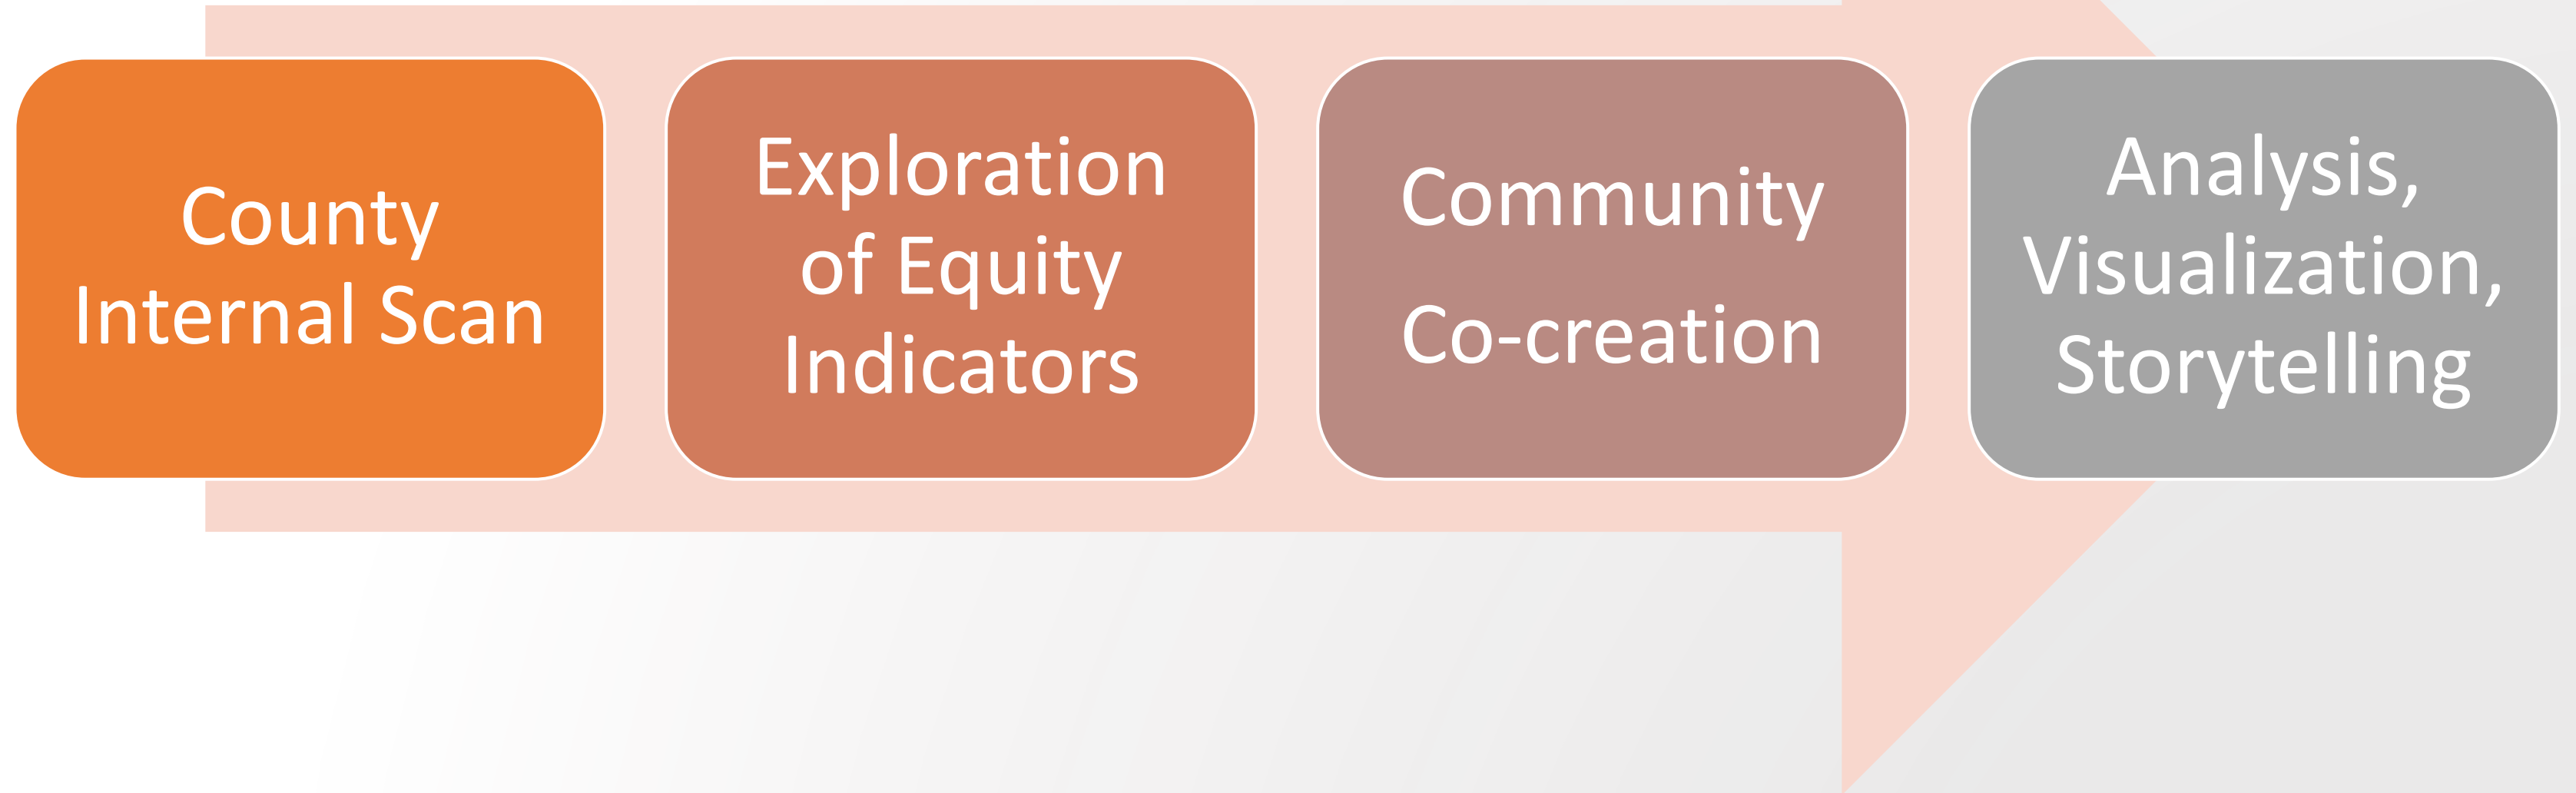 County
Internal Scan
Exploration
of Equity
Indicators
Community
Co-creation
Analysis,
Visualization,
Storytelling